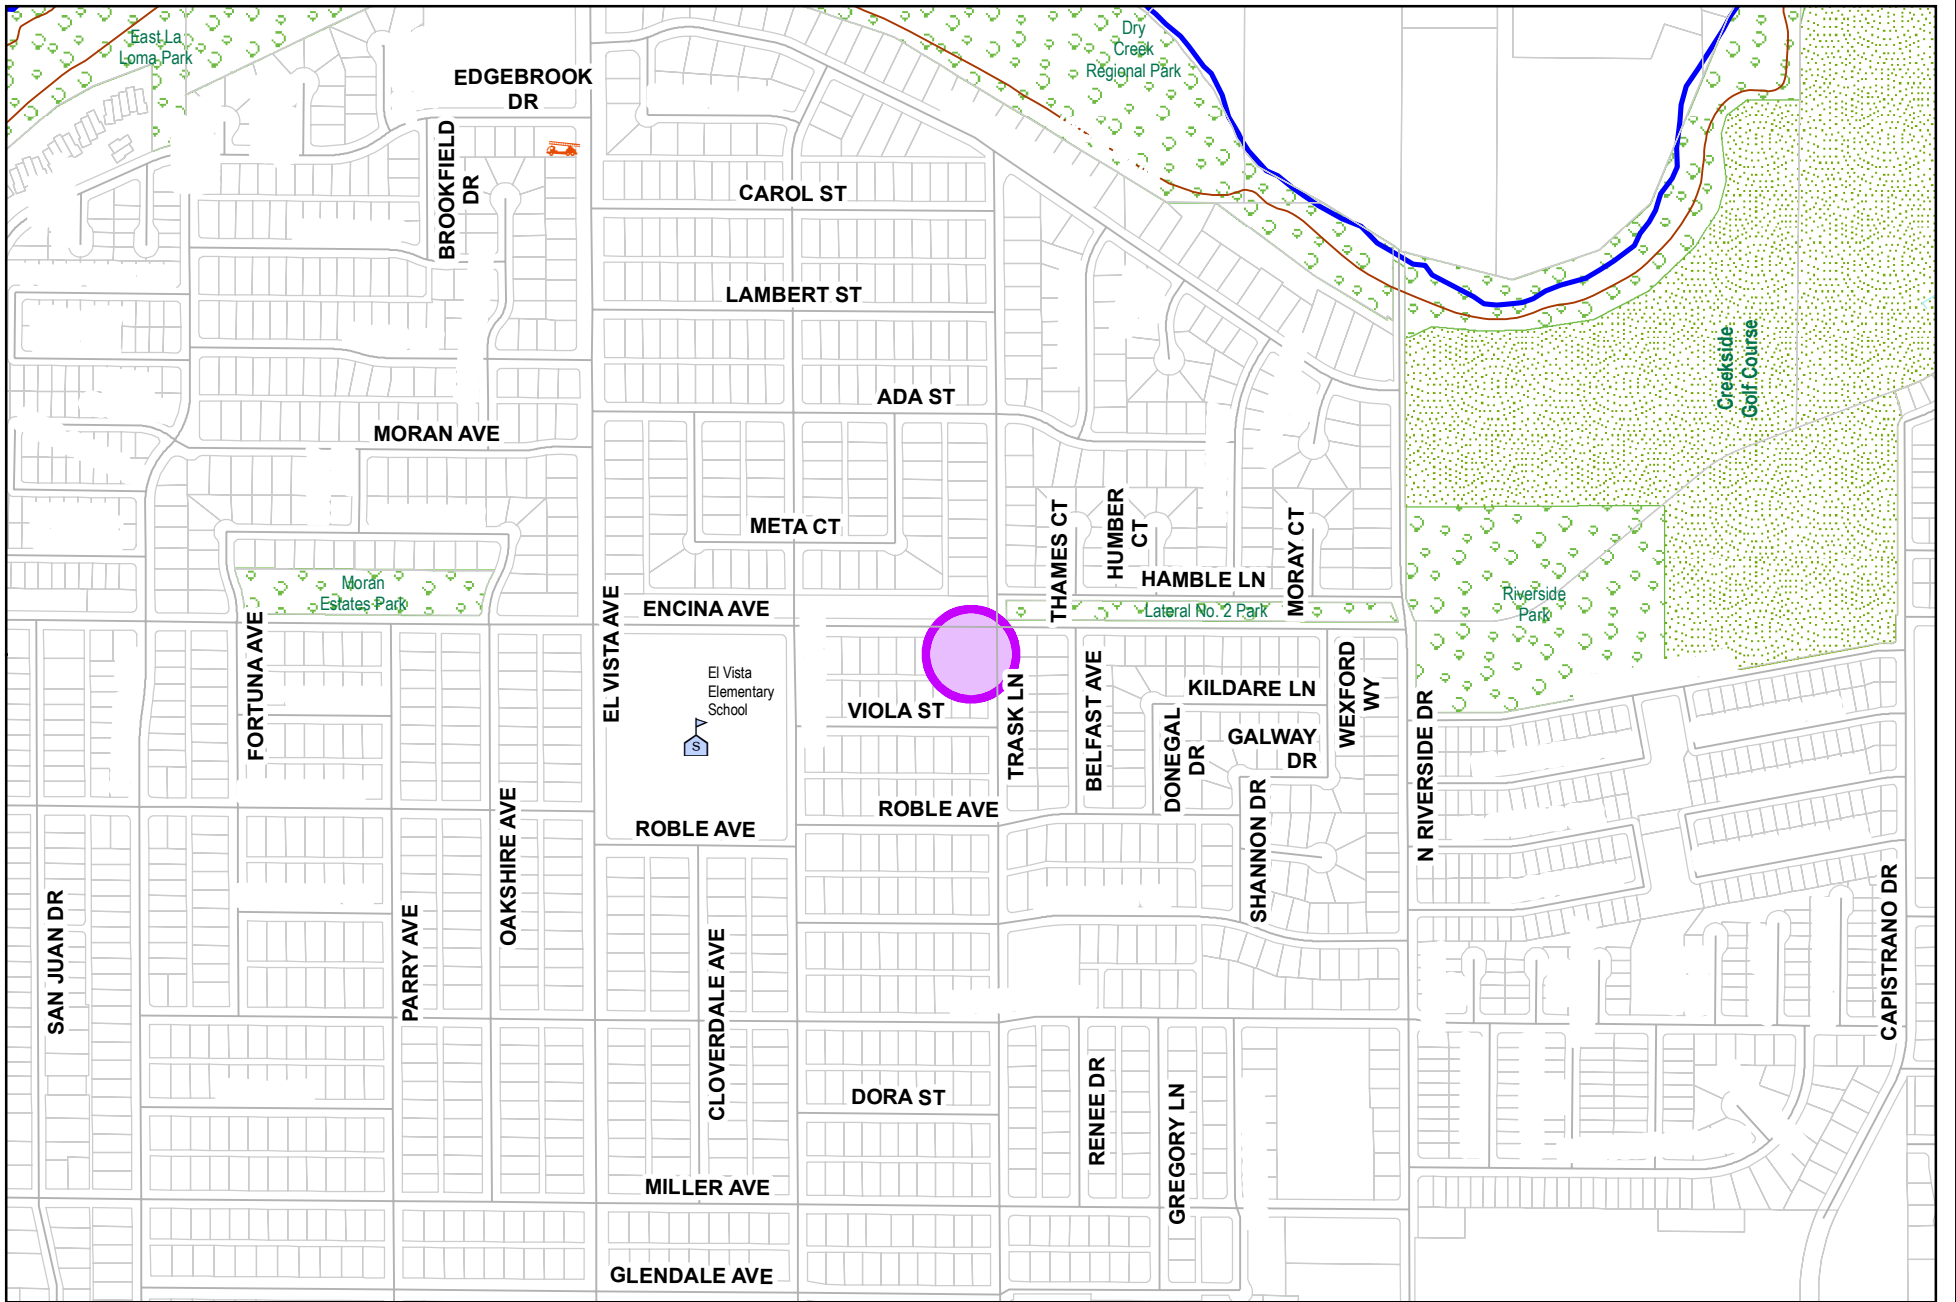 East La
Loma Park
Dry
Creek
Regional Park
EDGEBROOK
DR
BROOKFIELD
DR
CAROL ST
LAMBERT ST
ADA ST
MORAN AVE
Creekside
Golf Course
META CT
THAMES CT
HUMBER
CT
MORAY CT
HAMBLE LN
Moran
Estates Park
ENCINA AVE
Lateral No. 2 Park
Riverside
Park
FORTUNA AVE
EL VISTA AVE
El Vista
Elementary
School
S
VIOLA ST
TRASK LN
BELFAST AVE
KILDARE LN
WEXFORD
WY
DONEGAL
DR
GALWAY
DR
N RIVERSIDE DR
OAKSHIRE AVE
ROBLE AVE
ROBLE AVE
SHANNON DR
SAN JUAN DR
PARRY AVE
CLOVERDALE AVE
CAPISTRANO DR
DORA ST
RENEE DR
GREGORY LN
MILLER AVE
GLENDALE AVE